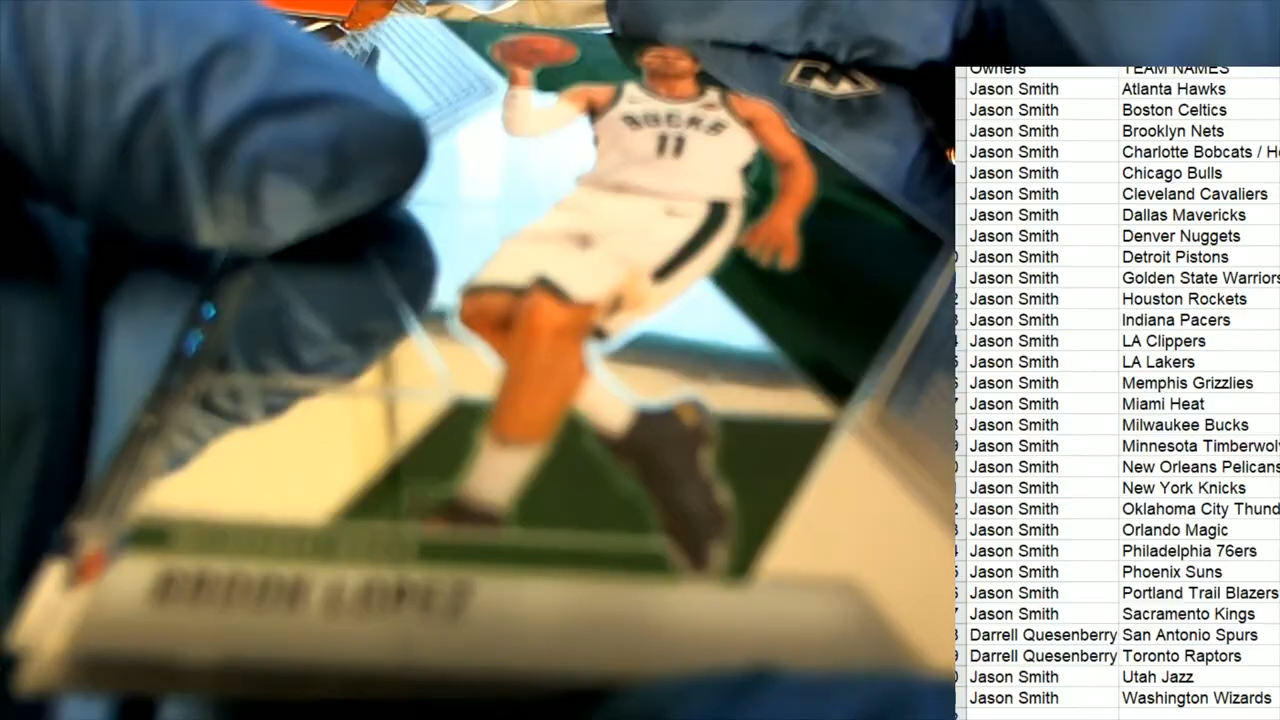 BUCKS
11
BROOK LOPEZ
Owners TEAM NAMES
Jason Smith Atlanta Hawks
Jason Smith Boston Celtics
Jason Smith Brooklyn Nets
Jason Smith Charlotte Bobcats / H
Jason Smith Chicago Bulls
Jason Smith Cleveland Cavaliers
Jason Smith Dallas Mavericks
Jason Smith Denver Nuggets
Jason Smith Detroit Pistons
Jason Smith Golden State Warriors
Jason Smith Houston Rockets
Jason Smith Indiana Pacers
Jason Smith LA Clippers
Jason Smith LA Lakers
Jason Smith Memphis Grizzlies
Jason Smith Miami Heat
Jason Smith Milwaukee Bucks
Jason Smith Minnesota Timberwol
Jason Smith New Orleans Pelicans
Jason Smith New York Knicks
Jason Smith Oklahoma City Thund
Jason Smith Orlando Magic
Jason Smith Philadelphia 76ers
Jason Smith Phoenix Suns
Jason Smith Portland Trail Blazers
Jason Smith Sacramento Kings
Darrell Quesenberry San Antonio Spurs
Darrell Quesenberry Toronto Raptors
Jason Smith Utah Jazz
Jason Smith Washington Wizards